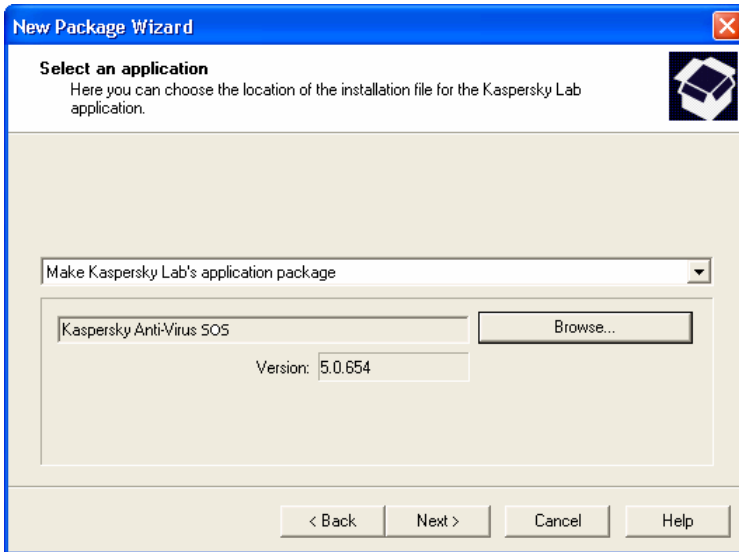 New Package Wizard
Select an application
Here you can choose the location of the installation file for the Kaspersky Lab
application.
Make Kaspersky Lab's application package
Kaspersky Anti-Virus SOS
Browse...
Version: 5.0.654
< Back
Next >
Cancel
Help